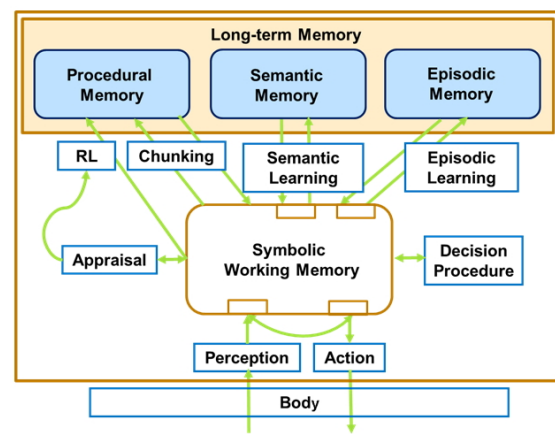 Long-term Memory
Procedural
Memory
Semantic
Memory
Episodic
Memory
RL
Chunking
Semantic
Learning
Episodic
Learning
Appraisal
Symbolic
Working Memory
Decision
Procedure
Perception
Action
Body